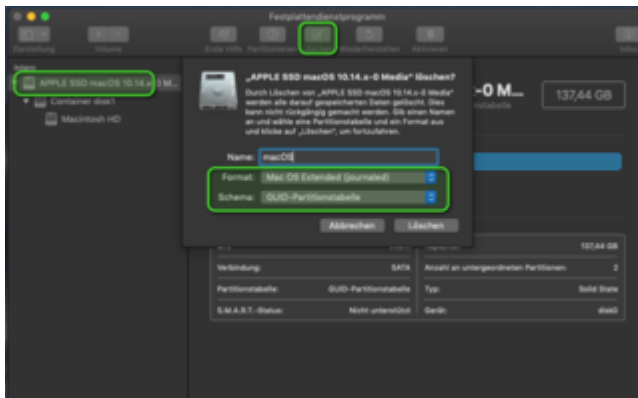 Festplattendienstprogramm
Darstellung Volume Erste Hilfe Partitionieren Löschen Wiederherstellen Aktivieren Infos
Intern
APPLE SSD macOS 10.14.x-0 M...
Container disk1
Macintosh HD
„APPLE SSD macOS 10.14.x-0 Media“ löschen?
Durch Löschen von „APPLE SSD macOS 10.14.x-0 Media“
werden alle darauf gespeicherten Daten gelöscht. Dies
kann nicht rückgängig gemacht werden. Gib einen Namen
an und wähle eine Partitionstabelle und ein Format aus
und klicke auf „Löschen“, um fortzufahren.
-0 M...
137,44 GB
Name: macOS
Format: Mac OS Extended (journaled)
Schema: GUID-Partitionstabelle
Abbrechen Löschen
137,44 GB
Verbindung: SATA Anzahl an untergeordneten Partitionen: 2
Partitionstabelle: GUID-Partitionstabelle Typ: Solid State
S.M.A.R.T.-Status: Nicht unterstützt Gerät: disk0